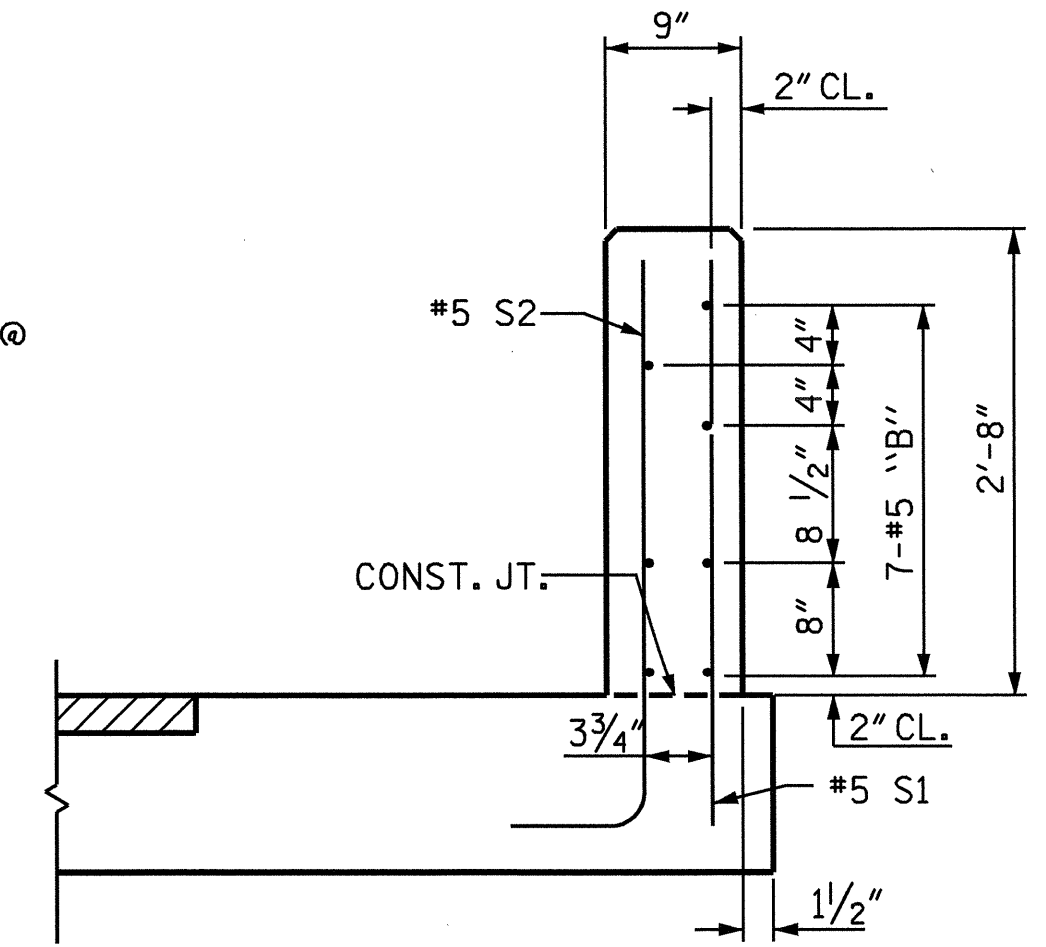 9"
2" CL.
#5 S2
@
4"
4"
8 1/2"
7-#5 "B"
2'-8"
CONST. JT.
8"
3 3/4"
2" CL.
#5 S1
1 1/2"